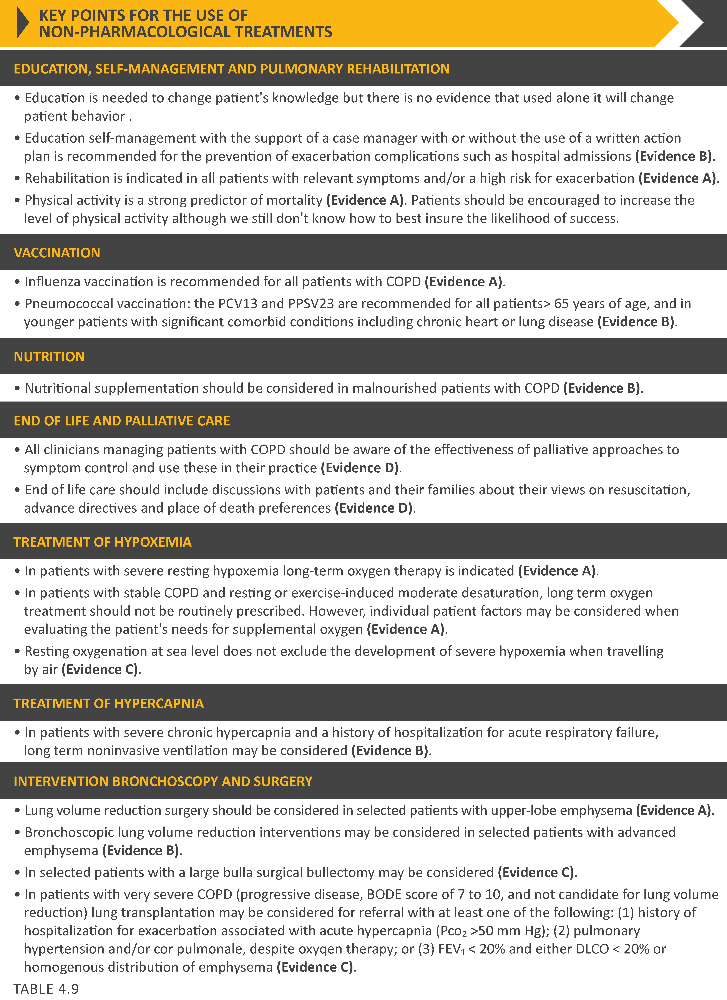 KEY POINTS FOR THE USE OF
NON-PHARMACOLOGICAL TREATMENTS
EDUCATION, SELF-MANAGEMENT AND PULMONARY REHABILITATION
• Education is needed to change patient's knowledge but there is no evidence that used alone it will change
patient behavior .
• Education self-management with the support of a case manager with or without the use of a written action
plan is recommended for the prevention of exacerbation complications such as hospital admissions (Evidence B).
• Rehabilitation is indicated in all patients with relevant symptoms and/or a high risk for exacerbation (Evidence A).
• Physical activity is a strong predictor of mortality (Evidence A). Patients should be encouraged to increase the
level of physical activity although we still don't know how to best insure the likelihood of success.
VACCINATION
• Influenza vaccination is recommended for all patients with COPD (Evidence A).
• Pneumococcal vaccination: the PCV13 and PPSV23 are recommended for all patients> 65 years of age, and in
younger patients with significant comorbid conditions including chronic heart or lung disease (Evidence B).
NUTRITION
• Nutritional supplementation should be considered in malnourished patients with COPD (Evidence B).
END OF LIFE AND PALLIATIVE CARE
• All clinicians managing patients with COPD should be aware of the effectiveness of palliative approaches to
symptom control and use these in their practice (Evidence D).
• End of life care should include discussions with patients and their families about their views on resuscitation,
advance directives and place of death preferences (Evidence D).
TREATMENT OF HYPOXEMIA
• In patients with severe resting hypoxemia long-term oxygen therapy is indicated (Evidence A).
• In patients with stable COPD and resting or exercise-induced moderate desaturation, long term oxygen
treatment should not be routinely prescribed. However, individual patient factors may be considered when
evaluating the patient's needs for supplemental oxygen (Evidence A).
• Resting oxygenation at sea level does not exclude the development of severe hypoxemia when travelling
by air (Evidence C).
TREATMENT OF HYPERCAPNIA
• In patients with severe chronic hypercapnia and a history of hospitalization for acute respiratory failure,
long term noninvasive ventilation may be considered (Evidence B).
INTERVENTION BRONCHOSCOPY AND SURGERY
• Lung volume reduction surgery should be considered in selected patients with upper-lobe emphysema (Evidence A).
• Bronchoscopic lung volume reduction interventions may be considered in selected patients with advanced
emphysema (Evidence B).
• In selected patients with a large bulla surgical bullectomy may be considered (Evidence C).
• In patients with very severe COPD (progressive disease, BODE score of 7 to 10, and not candidate for lung volume
reduction) lung transplantation may be considered for referral with at least one of the following: (1) history of
hospitalization for exacerbation associated with acute hypercapnia (Pco₂ >50 mm Hg); (2) pulmonary
hypertension and/or cor pulmonale, despite oxyqen therapy; or (3) FEV₁ < 20% and either DLCO < 20% or
homogenous distribution of emphysema (Evidence C).
TABLE 4.9